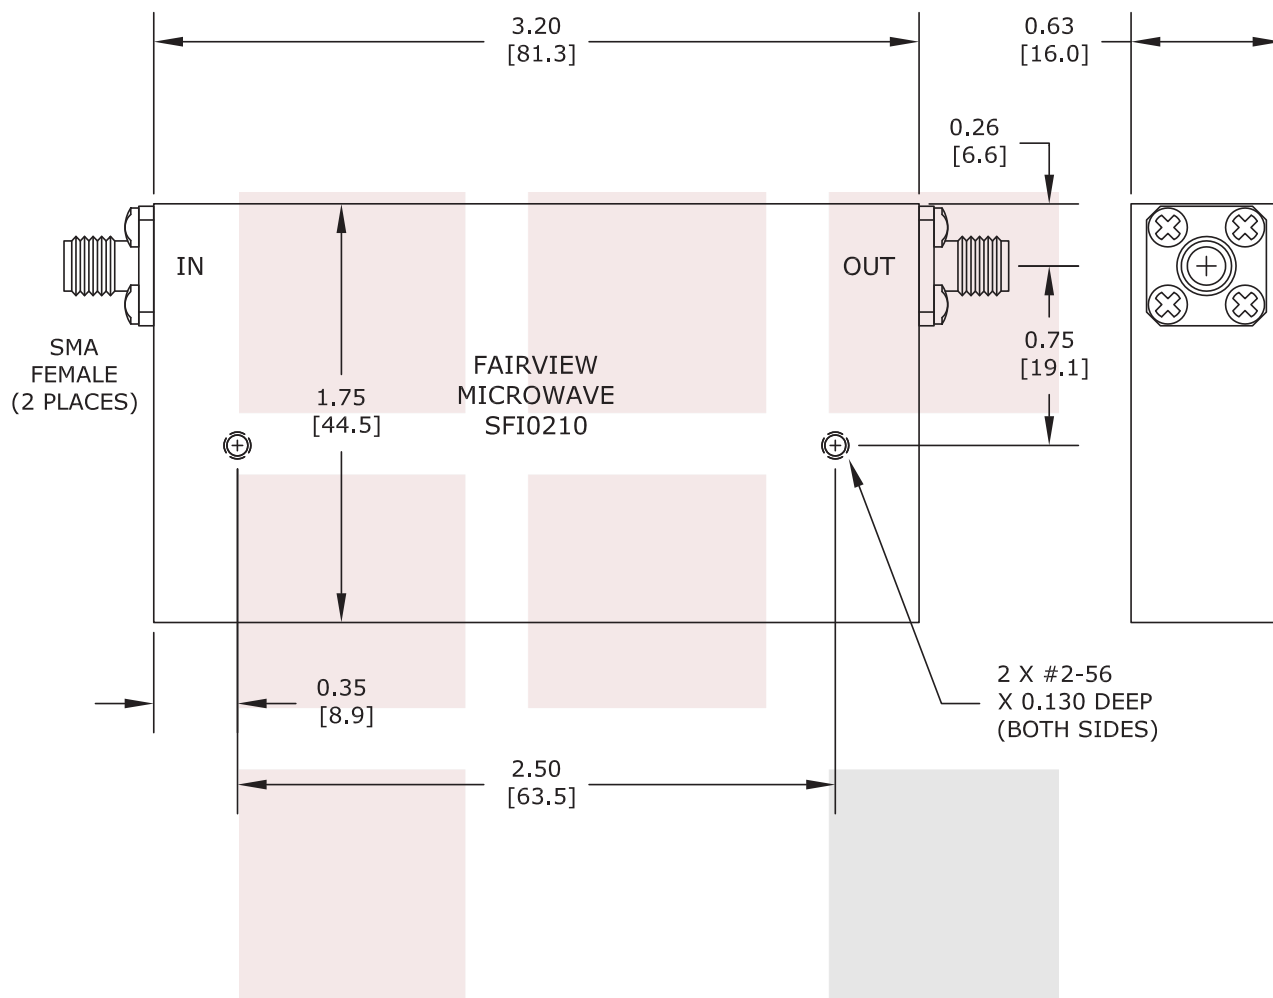 3.20
[81.3]
0.63
[16.0]
0.26
[6.6]
IN
OUT
SMA
FEMALE
(2 PLACES)
1.75
[44.5]
FAIRVIEW
MICROWAVE
SFI0210
0.75
[19.1]
0.35
[8.9]
2 X #2-56
X 0.130 DEEP
(BOTH SIDES)
2.50
[63.5]